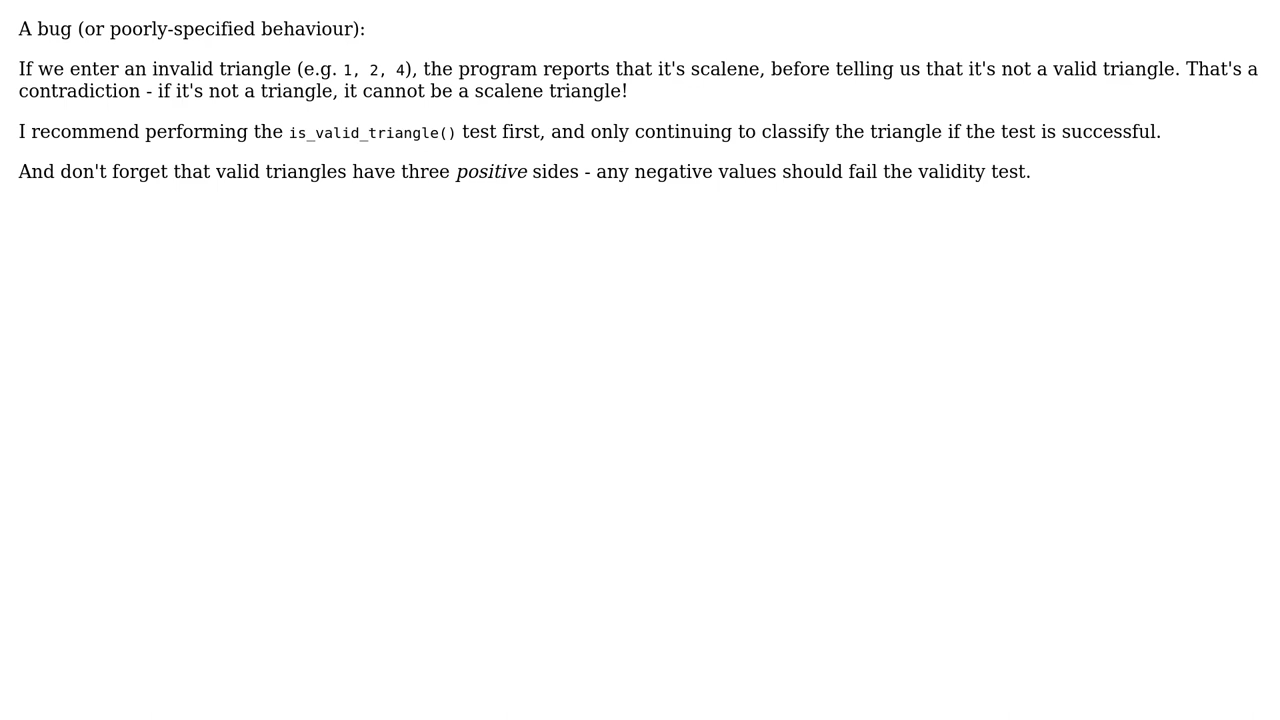 A bug (or poorly-specified behaviour):
If we enter an invalid triangle (e.g. 1, 2, 4), the program reports that it's scalene, before telling us that it's not a valid triangle. That's a
contradiction - if it's not a triangle, it cannot be a scalene triangle!
I recommend performing the is_valid_triangle() test first, and only continuing to classify the triangle if the test is successful.
And don't forget that valid triangles have three positive sides - any negative values should fail the validity test.